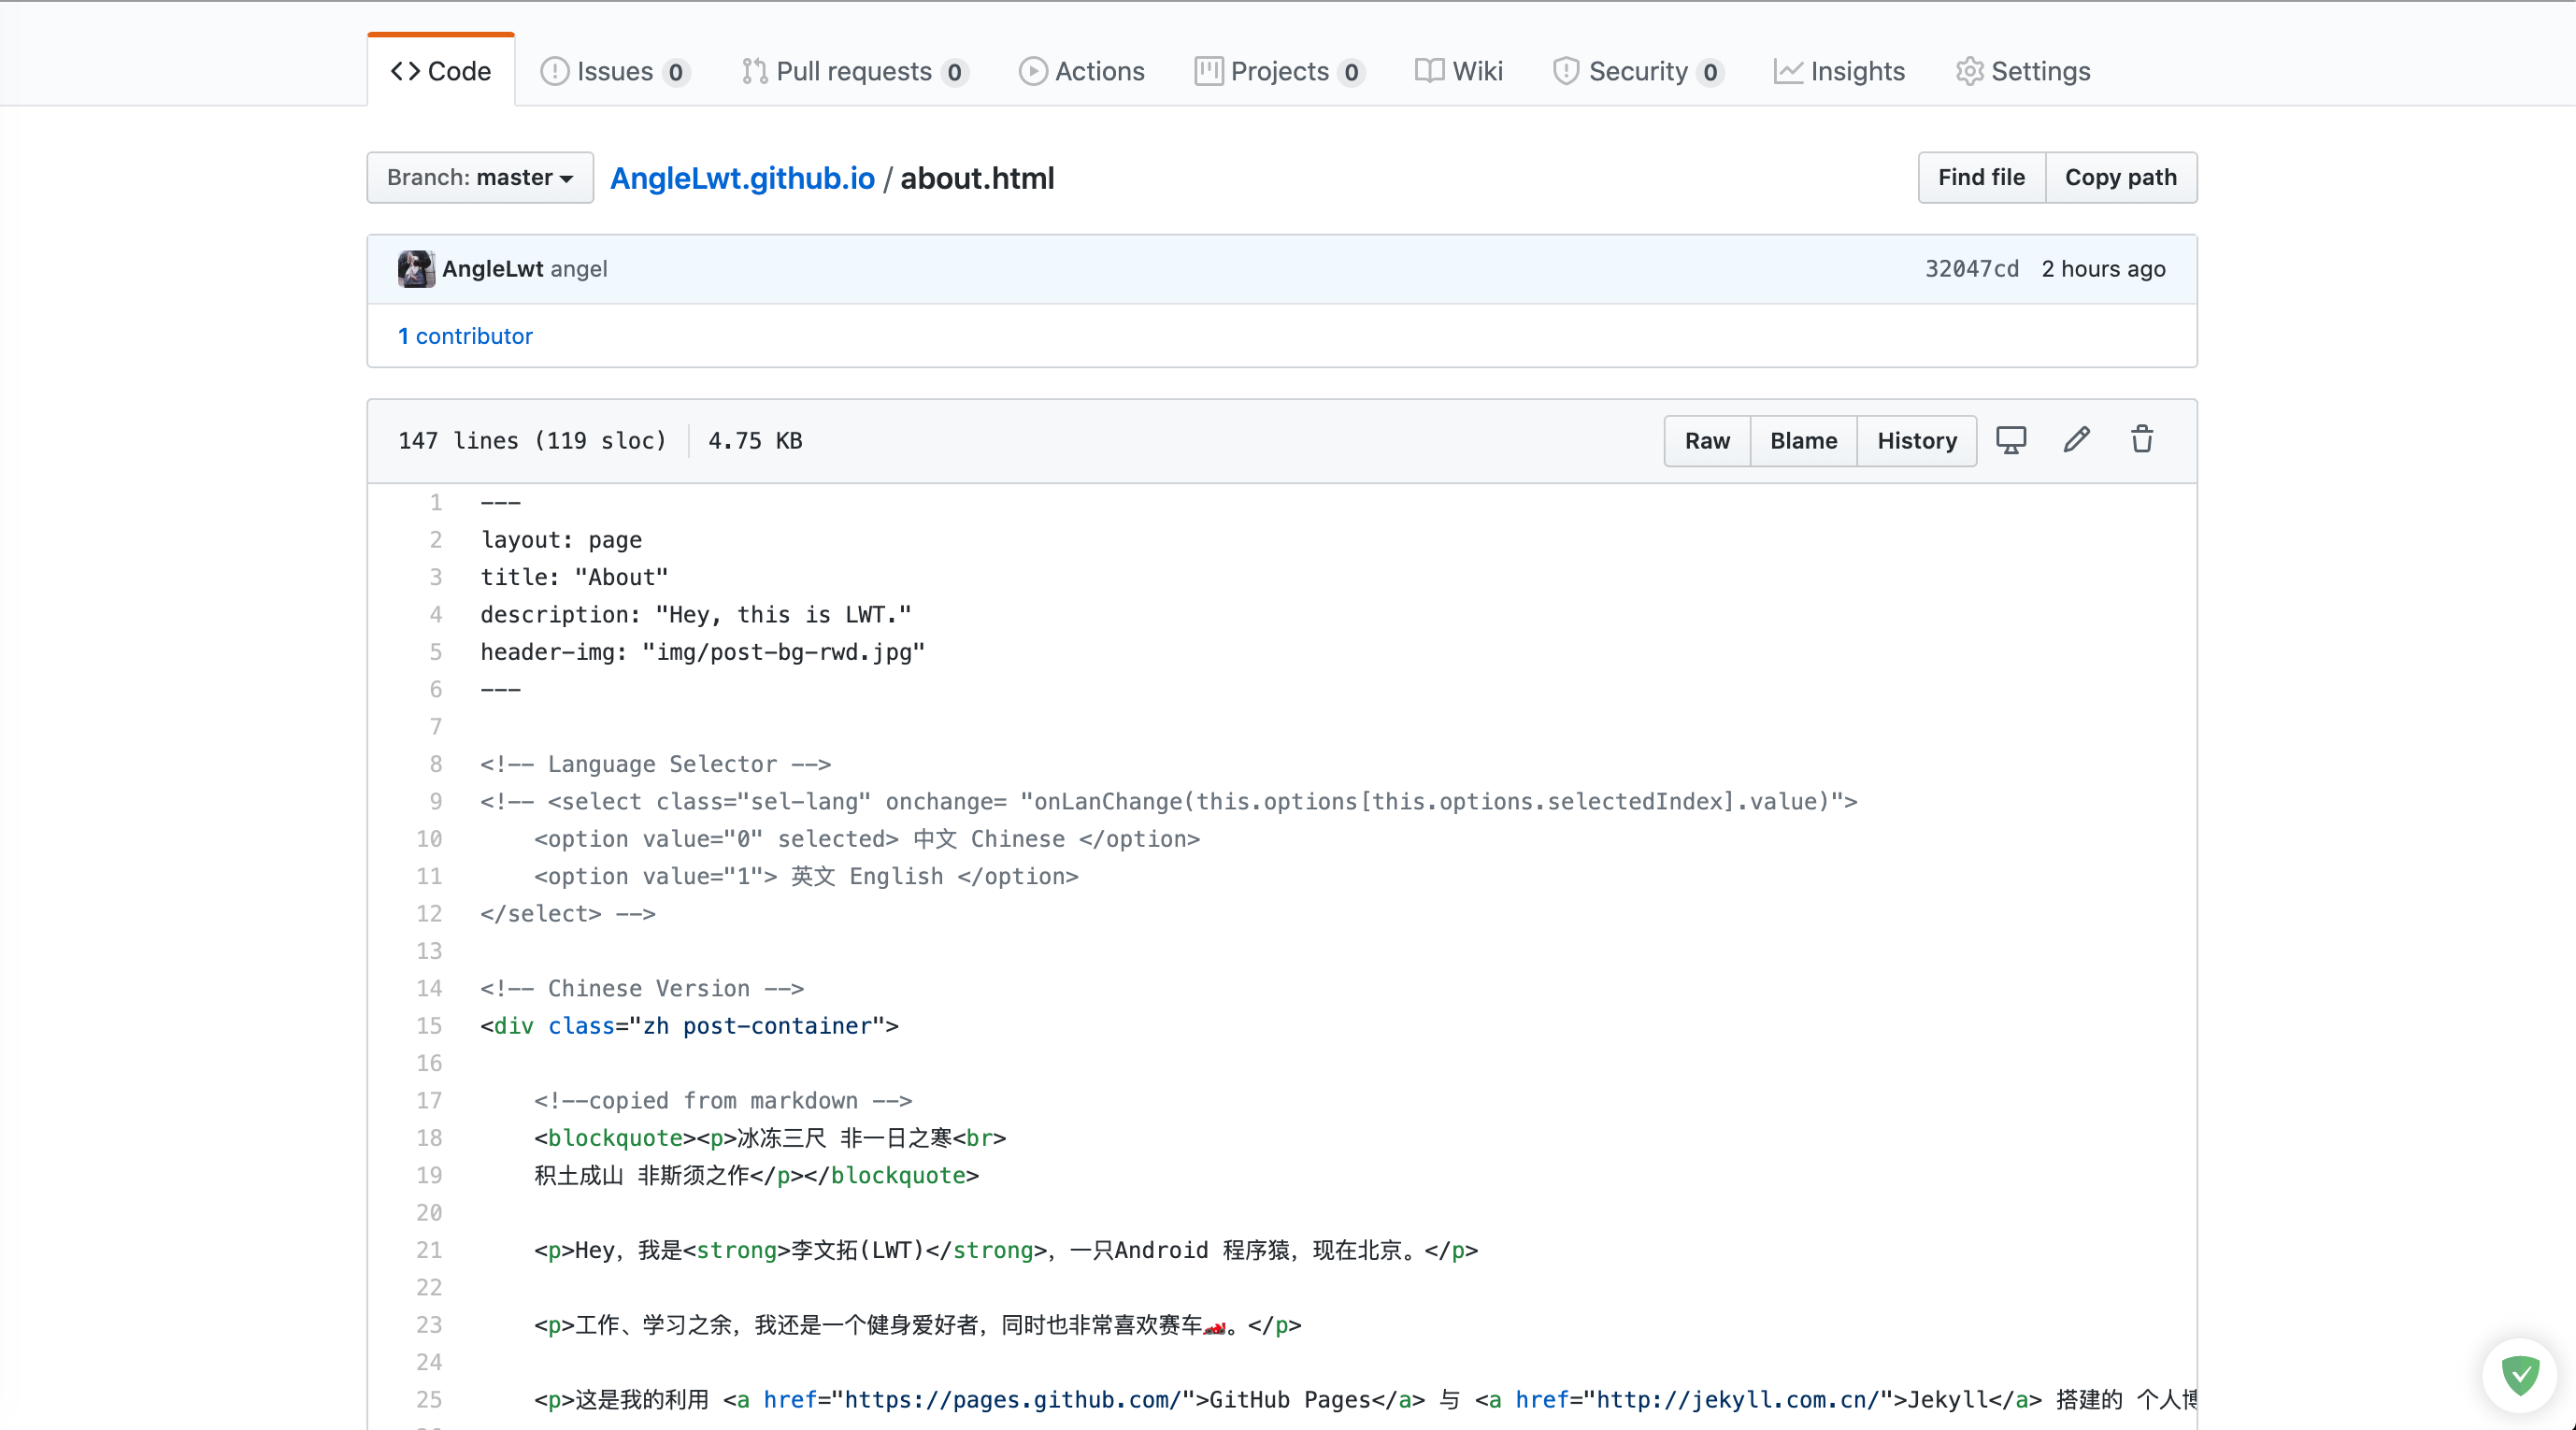 Code Issues 0 Pull requests 0 Actions Projects 0 Wiki Security 0 Insights Settings
Branch: master AngleLwt.github.io / about.html Find file Copy path
AngleLwt angel 32047cd 2 hours ago
1 contributor
147 lines (119 sloc) 4.75 KB Raw Blame History
1 ---
2 layout: page
3 title: "About"
4 description: "Hey, this is LWT."
5 header-img: "img/post-bg-rwd.jpg"
6 ---
7
8 <!-- Language Selector -->
9 <!-- <select class="sel-lang" onchange= "onLanChange(this.options[this.options.selectedIndex].value)">
10 <option value="0" selected> 中文 Chinese </option>
11 <option value="1"> 英文 English </option>
12 </select> -->
13
14 <!-- Chinese Version -->
15 <div class="zh post-container">
16
17 <!--copied from markdown -->
18 <blockquote><p>冰冻三尺 非一日之寒<br>
19 积土成山 非斯须之作</p></blockquote>
20
21 <p>Hey，我是<strong>李文拓(LWT)</strong>，一只Android 程序猿，现在北京。</p>
22
23 <p>工作、学习之余，我还是一个健身爱好者，同时也非常喜欢赛车🏎。</p>
24
25 <p>这是我的利用 <a href="https://pages.github.com/">GitHub Pages</a> 与 <a href="http://jekyll.com.cn/">Jekyll</a> 搭建的 个人博